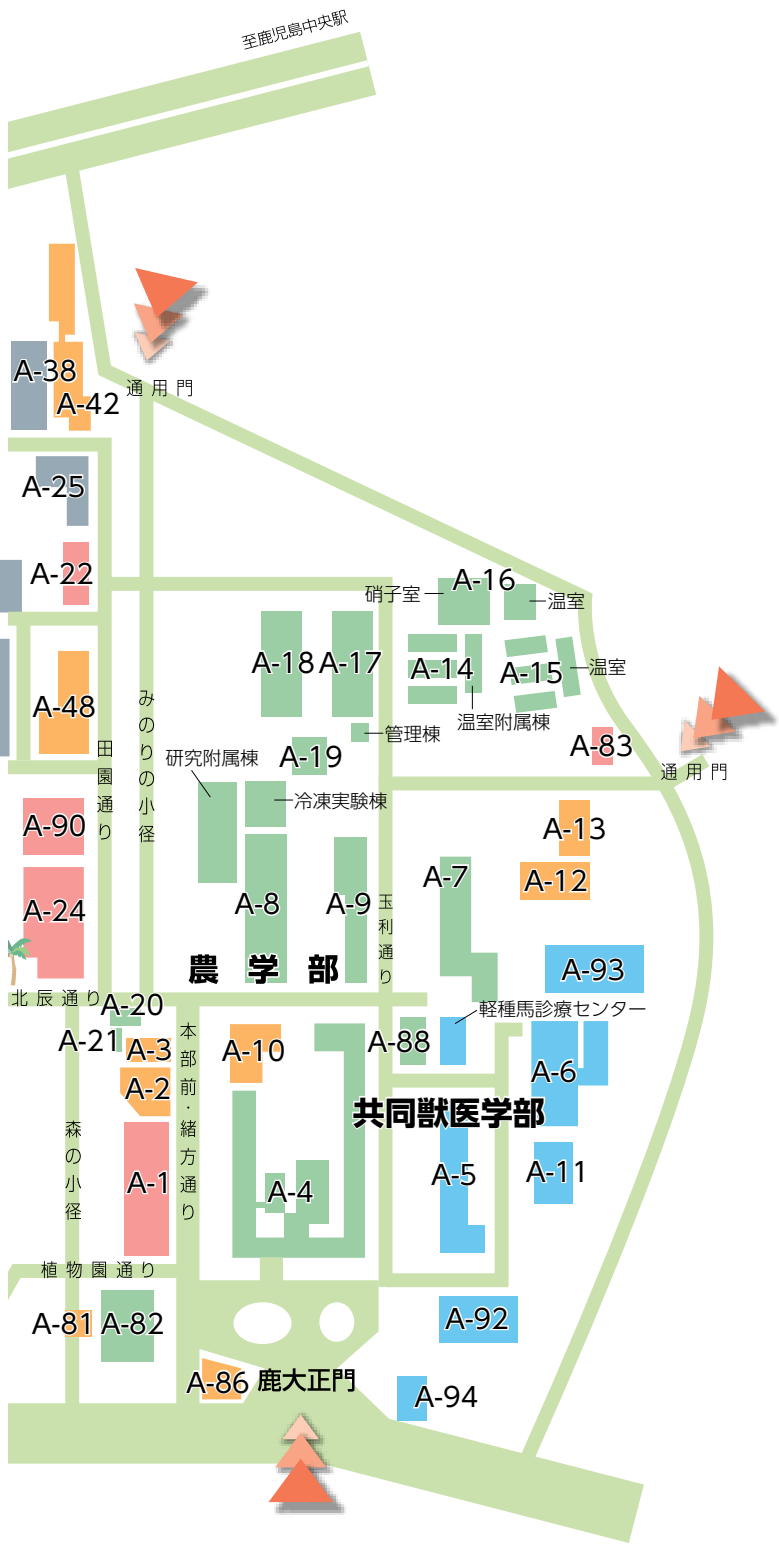 至鹿児島中央駅
A-38
A-42
通用門
A-25
A-22
A-16
硝子室
温室
A-18
A-17
A-14
A-15
温室
A-48
みのりの小径
温室附属棟
管理棟
A-83
田園通り
研究附属棟
A-19
通用門
冷凍実験棟
A-90
A-13
A-7
A-12
A-24
A-8
A-9
玉利通り
農学部
A-93
北辰通り
A-20
軽種馬診療センター
A-21
A-3
本部前・緒方通り
A-10
A-88
A-2
A-6
共同獣医学部
森の小径
A-1
A-4
A-5
A-11
植物園通り
A-81
A-82
A-92
A-86
鹿大正門
A-94